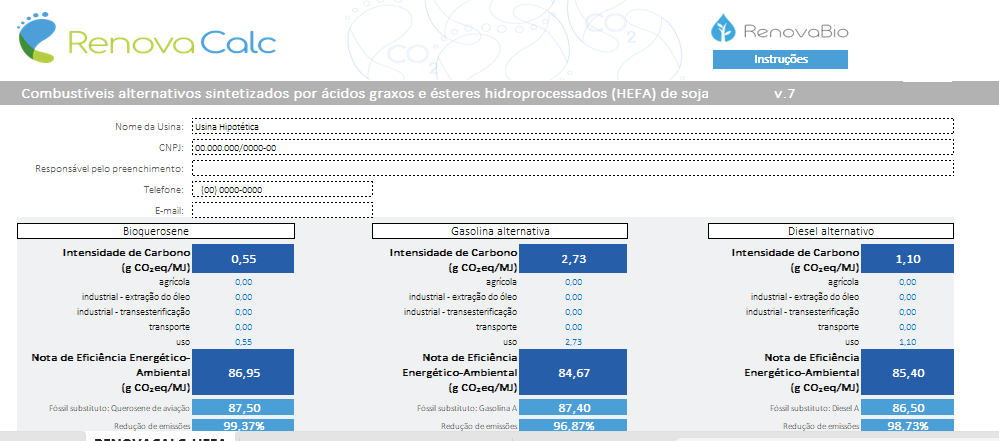 Renova Calc
CO2
CO2
RenovaBio
Instruções
Combustíveis alternativos sintetizados por ácidos graxos e ésteres hidroprocessados (HEFA) de soja v.7
Nome da Usina: Usina Hipotética
CNPJ: 00.000.000/0000-00
Responsável pelo preenchimento:
Telefone: (00) 0000-0000
E-mail:
Bioquerosene Gasolina alternativa Diesel alternativo
Intensidade de Carbono Intensidade de Carbono Intensidade de Carbono
(g CO₂eq/MJ) 0,55 (g CO₂eq/MJ) 2,73 (g CO₂eq/MJ) 1,10
agrícola 0,00 agrícola 0,00 agrícola 0,00
industrial - extração do óleo 0,00 industrial - extração do óleo 0,00 industrial - extração do óleo 0,00
industrial - transesterificação 0,00 industrial - transesterificação 0,00 industrial - transesterificação 0,00
transporte 0,00 transporte 0,00 transporte 0,00
uso 0,55 uso 2,73 uso 1,10
Nota de Eficiência Energético- Nota de Eficiência Nota de Eficiência
Ambiental 86,95 Energético-Ambiental 84,67 Energético-Ambiental 85,40
(g CO₂eq/MJ) (g CO₂eq/MJ) (g CO₂eq/MJ)
Fóssil substituto: Querosene de aviação 87,50 Fóssil substituto: Gasolina A 87,40 Fóssil substituto: Diesel A 86,50
Redução de emissões 99,37% Redução de emissões 96,87% Redução de emissões 98,73%
RENOVACALC-HEFA